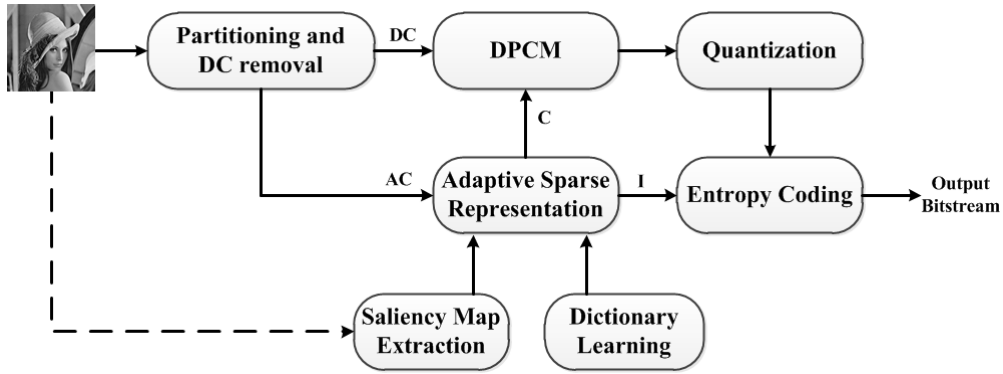 Partitioning and
DC removal
DC
DPCM
Quantization
C
AC
Adaptive Sparse
Representation
I
Entropy Coding
Output
Bitstream
Saliency Map
Extraction
Dictionary
Learning